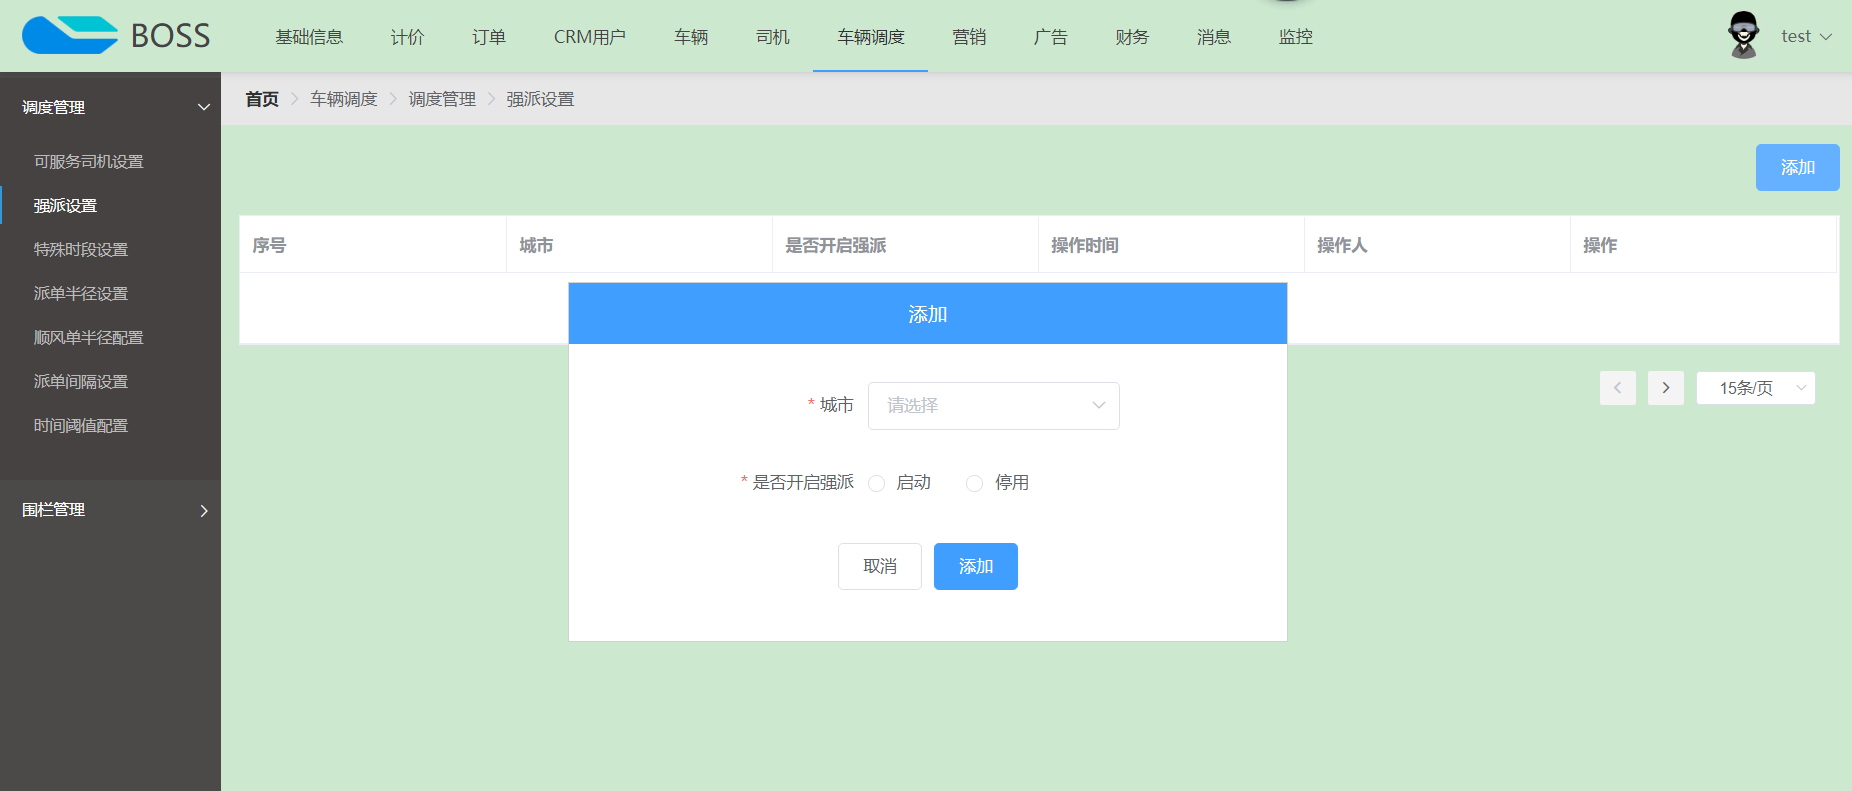 BOSS 基础信息 计价 订单 CRM用户 车辆 司机 车辆调度 营销 广告 财务 消息 监控 test
首页 车辆调度 调度管理 强派设置
调度管理
可服务司机设置
强派设置
特殊时段设置
派单半径设置
顺风单半径配置
派单间隔设置
时间阈值配置
围栏管理
添加
序号 城市 是否开启强派 操作时间 操作人 操作
添加
* 城市 请选择
* 是否开启强派 启动 停用
取消 添加
15条/页